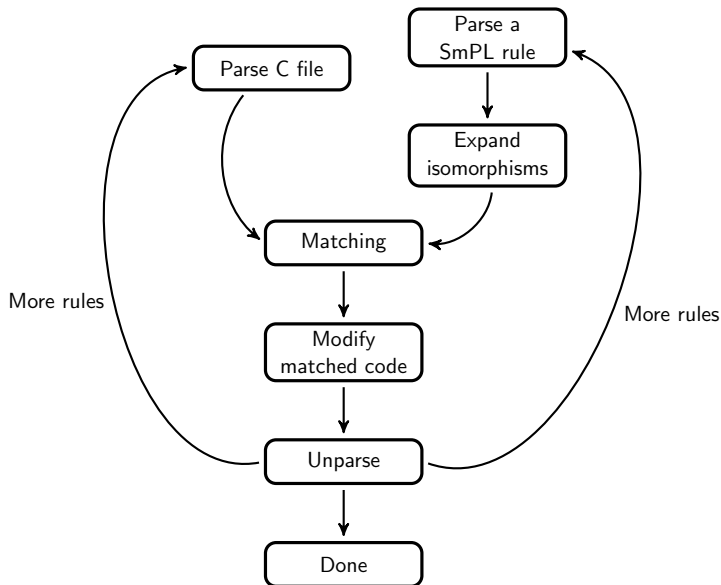 Parse a
SmPL rule
Parse C file
Expand
isomorphisms
Matching
More rules
More rules
Modify
matched code
Unparse
Done